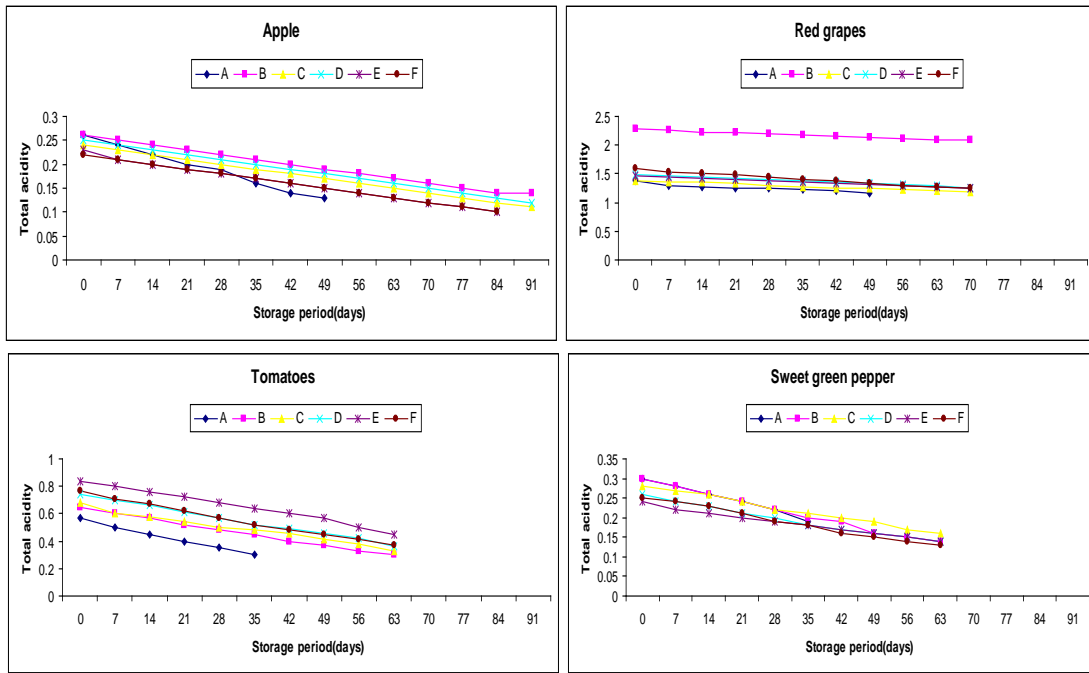 Apple
A B C D E F
Total acidity
0.3
0.25
0.2
0.15
0.1
0.05
0
0 7 14 21 28 35 42 49 56 63 70 77 84 91
Storage period(days)
Red grapes
A B C D E F
Total acidity
2.5
2
1.5
1
0.5
0
0 7 14 21 28 35 42 49 56 63 70 77 84 91
Storage period(days)
Tomatoes
A B C D E F
Total acidity
1
0.8
0.6
0.4
0.2
0
0 7 14 21 28 35 42 49 56 63 70 77 84 91
Storage period(days)
Sweet green pepper
A B C D E F
Total acidity
0.35
0.3
0.25
0.2
0.15
0.1
0.05
0
0 7 14 21 28 35 42 49 56 63 70 77 84 91
Storage period(days)